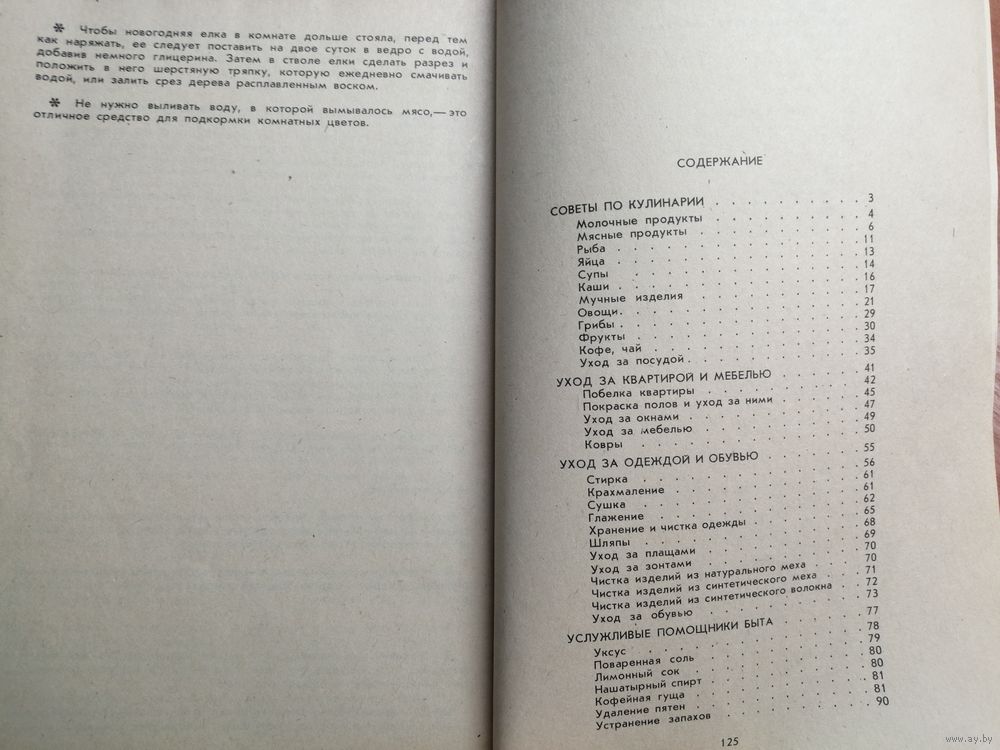 * Чтобы новогодняя елка в комнате дольше стояла, перед тем
как наряжать, ее следует поставить на двое суток в ведро с водой,
добавив немного глицерина. Затем в стволе елки сделать разрез и
положить в него шерстяную тряпку, которую ежедневно смачивать
водой, или залить срез дерева расплавленным воском.
* Не нужно выливать воду, в которой вымывалось мясо,— это
отличное средство для подкормки комнатных цветов.
СОДЕРЖАНИЕ
СОВЕТЫ ПО КУЛИНАРИИ . . . . . . . . . . 3
Молочные продукты . . . . . . . . . . 4
Мясные продукты . . . . . . . . . . 6
Рыба . . . . . . . . . . 11
Яйца . . . . . . . . . . 13
Супы . . . . . . . . . . 14
Каши . . . . . . . . . . 16
Мучные изделия . . . . . . . . . . 17
Овощи . . . . . . . . . . 21
Грибы . . . . . . . . . . 29
Фрукты . . . . . . . . . . 30
Кофе, чай . . . . . . . . . . 34
Уход за посудой . . . . . . . . . . 35
УХОД ЗА КВАРТИРОЙ И МЕБЕЛЬЮ . . . . . 41
Побелка квартиры . . . . . . . . . . 42
Покраска полов и уход за ними . . . . . 45
Уход за окнами . . . . . . . . . . 47
Уход за мебелью . . . . . . . . . . 49
Ковры . . . . . . . . . . 50
УХОД ЗА ОДЕЖДОЙ И ОБУВЬЮ . . . . . 55
Стирка . . . . . . . . . . 56
Крахмаление . . . . . . . . . . 61
Сушка . . . . . . . . . . 61
Глажение . . . . . . . . . . 62
Хранение и чистка одежды . . . . . 65
Шляпы . . . . . . . . . . 68
Уход за плащами . . . . . . . . . . 69
Уход за зонтами . . . . . . . . . . 70
Чистка изделий из натурального меха . . . 70
Чистка изделий из синтетического меха . . . 71
Чистка изделий из синтетического волокна . . 72
Уход за обувью . . . . . . . . . . 73
УСЛУЖЛИВЫЕ ПОМОЩНИКИ БЫТА . . . . . 77
Уксус . . . . . . . . . . 78
Поваренная соль . . . . . . . . . . 79
Лимонный сок . . . . . . . . . . 80
Нашатырный спирт . . . . . . . . . . 80
Кофейная гуща . . . . . . . . . . 81
Удаление пятен . . . . . . . . . . 81
Устранение запахов . . . . . . . . . . 90
125
www.ay.by